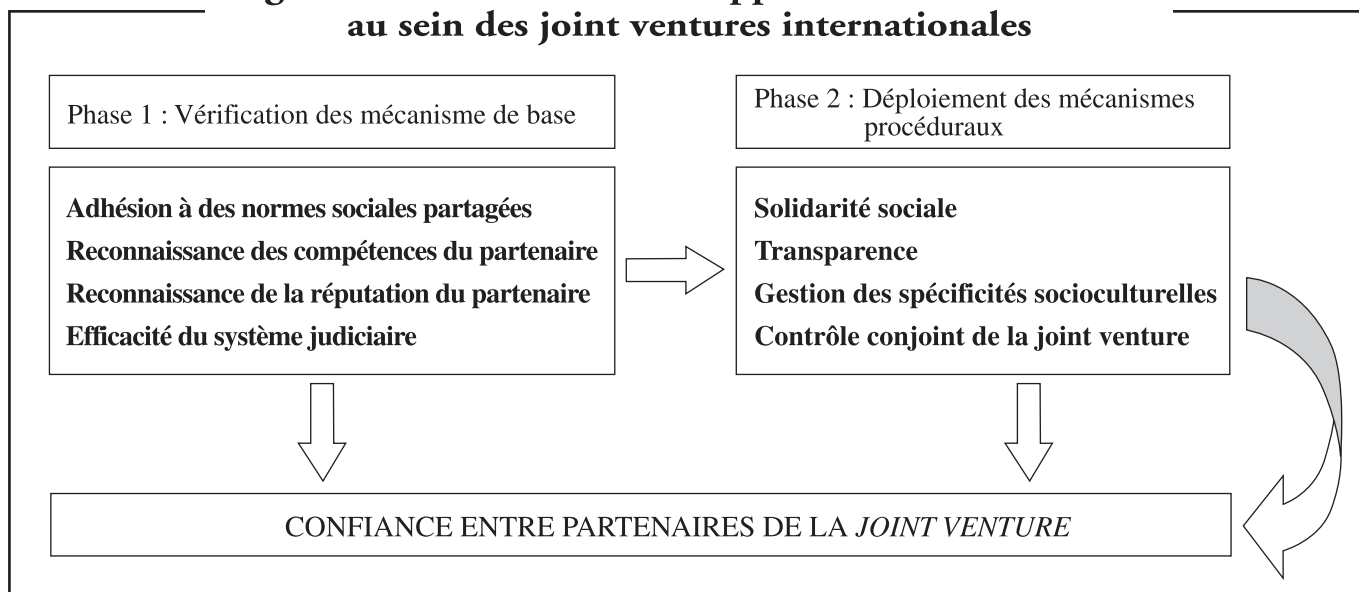 au sein des joint ventures internationales
Phase 1 : Vérification des mécanisme de base
Phase 2 : Déploiement des mécanismes
procéduraux
Adhésion à des normes sociales partagées
Reconnaissance des compétences du partenaire
Reconnaissance de la réputation du partenaire
Efficacité du système judiciaire
Solidarité sociale
Transparence
Gestion des spécificités socioculturelles
Contrôle conjoint de la joint venture
CONFIANCE ENTRE PARTENAIRES DE LA JOINT VENTURE